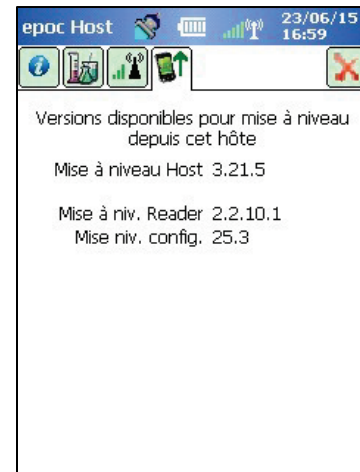 epoc Host
23/06/15
16:59
Versions disponibles pour mise à niveau
depuis cet hôte
Mise à niveau Host 3.21.5
Mise à niv. Reader 2.2.10.1
Mise niv. config. 25.3